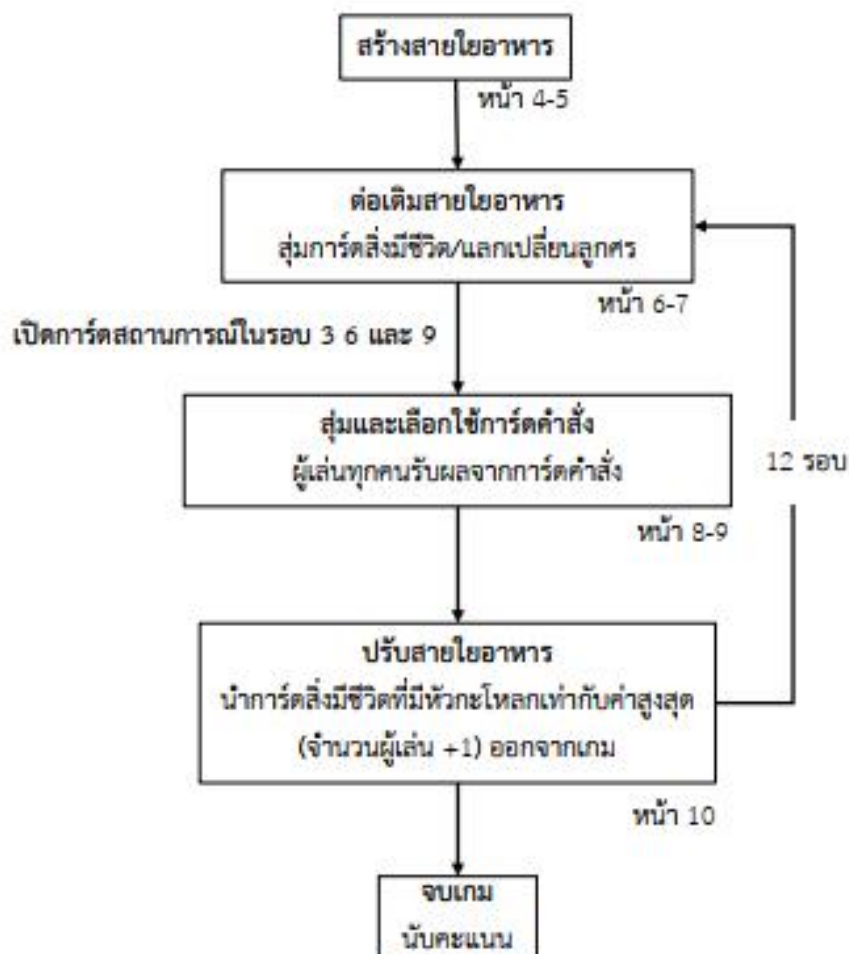 สร้างสายใยอาหาร
หน้า 4-5
ต่อเติมสายใยอาหาร
สุ่มการ์ดสิ่งมีชีวิต/แลกเปลี่ยนลูกศร
หน้า 6-7
เปิดการ์ดสถานการณ์ในรอบ 3 6 และ 9
สุ่มและเลือกใช้การ์ดคำสั่ง
ผู้เล่นทุกคนรับผลจากการ์ดคำสั่ง
12 รอบ
หน้า 8-9
ปรับสายใยอาหาร
นำการ์ดสิ่งมีชีวิตที่มีหัวกะโหลกเท่ากับค่าสูงสุด
(จำนวนผู้เล่น +1) ออกจากเกม
หน้า 10
จบเกม
นับคะแนน